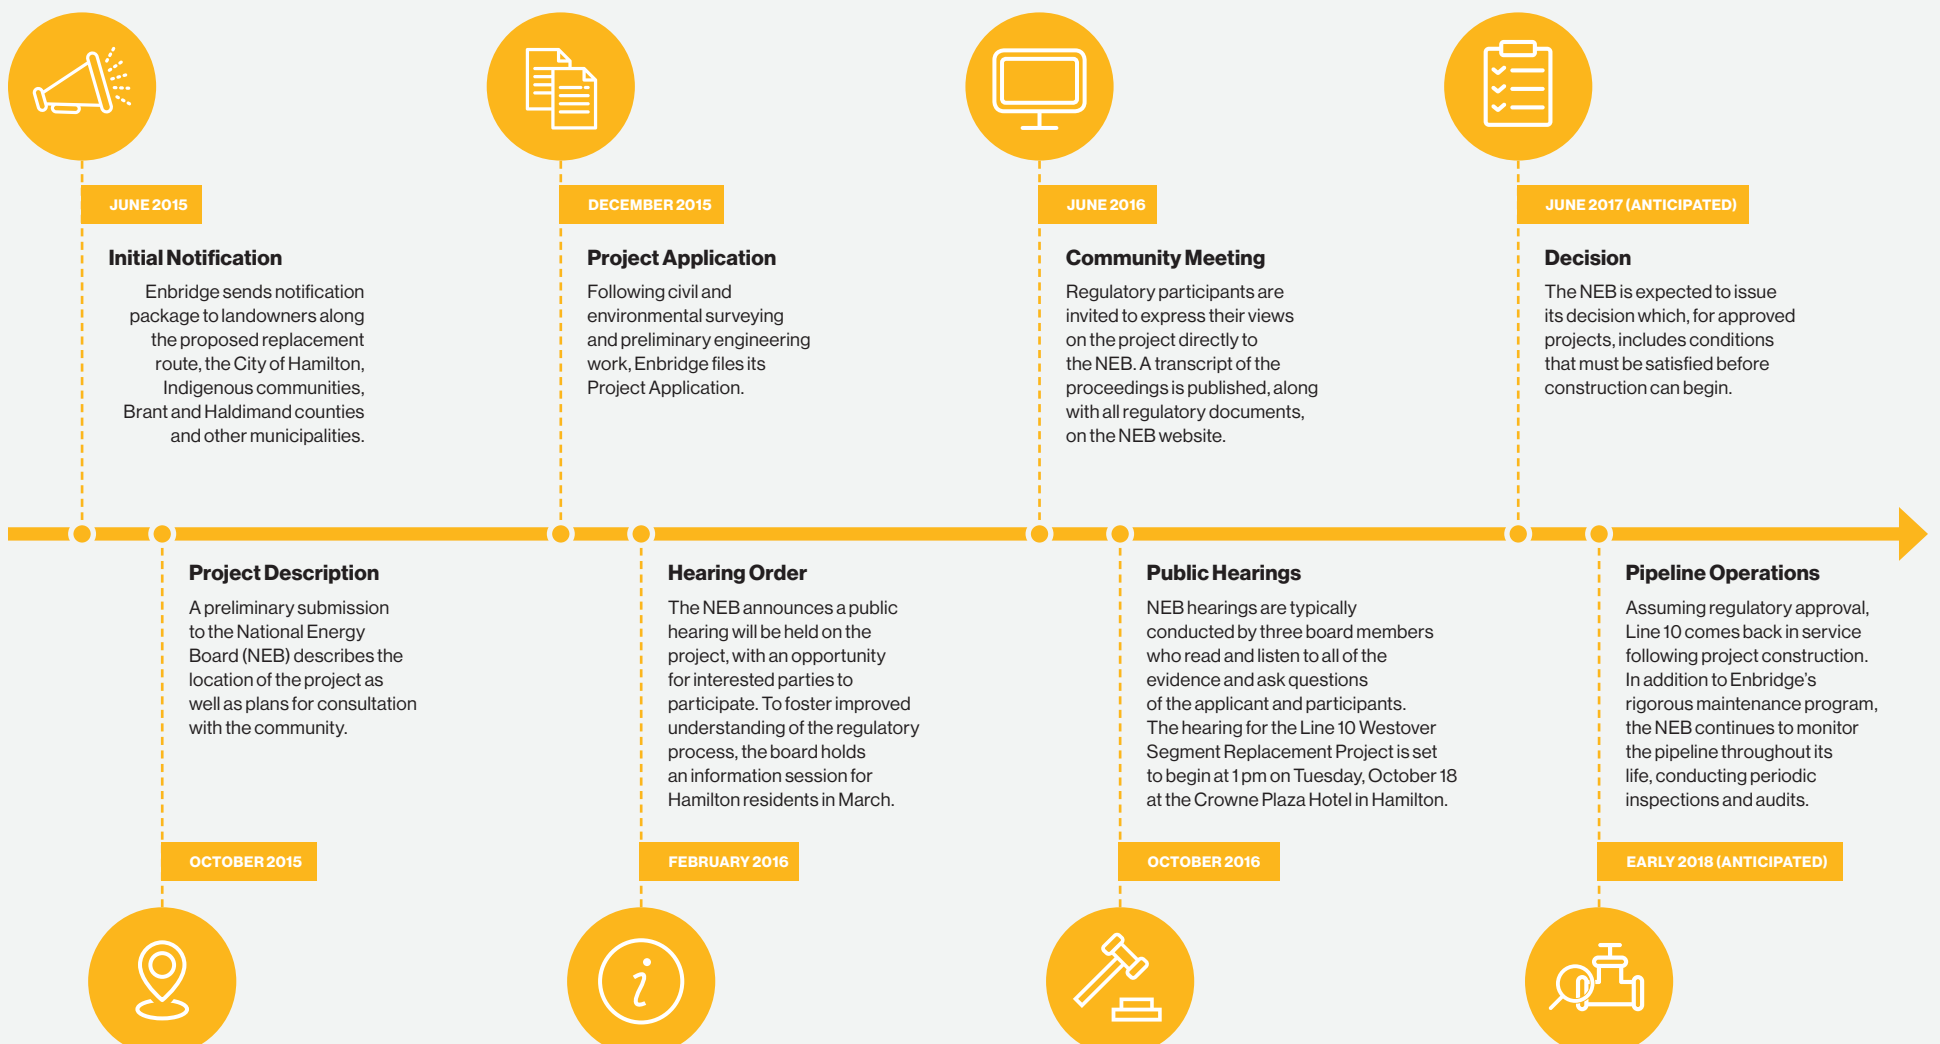 JUNE 2015
Initial Notification
Enbridge sends notification
package to landowners along
the proposed replacement
route, the City of Hamilton,
Indigenous communities,
Brant and Haldimand counties
and other municipalities.
DECEMBER 2015
Project Application
Following civil and
environmental surveying
and preliminary engineering
work, Enbridge files its
Project Application.
JUNE 2016
Community Meeting
Regulatory participants are
invited to express their views
on the project directly to
the NEB. A transcript of the
proceedings is published, along
with all regulatory documents,
on the NEB website.
JUNE 2017 (ANTICIPATED)
Decision
The NEB is expected to issue
its decision which, for approved
projects, includes conditions
that must be satisfied before
construction can begin.
Project Description
A preliminary submission
to the National Energy
Board (NEB) describes the
location of the project as
well as plans for consultation
with the community.
OCTOBER 2015
Hearing Order
The NEB announces a public
hearing will be held on the
project, with an opportunity
for interested parties to
participate. To foster improved
understanding of the regulatory
process, the board holds
an information session for
Hamilton residents in March.
FEBRUARY 2016
i
Public Hearings
NEB hearings are typically
conducted by three board members
who read and listen to all of the
evidence and ask questions
of the applicant and participants.
The hearing for the Line 10 Westover
Segment Replacement Project is set
to begin at 1 pm on Tuesday, October 18
at the Crowne Plaza Hotel in Hamilton.
OCTOBER 2016
Pipeline Operations
Assuming regulatory approval,
Line 10 comes back in service
following project construction.
In addition to Enbridge's
rigorous maintenance program,
the NEB continues to monitor
the pipeline throughout its
life, conducting periodic
inspections and audits.
EARLY 2018 (ANTICIPATED)